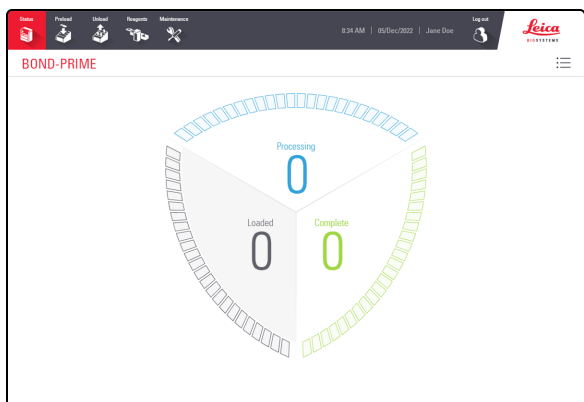 Status Preload Unload Reagents Maintenance 8:34 AM | 05/Dec/2022 | Jane Doe Log out
Leica
BIOSYSTEMS
BOND-PRIME
Processing
0
Loaded Complete
0 0